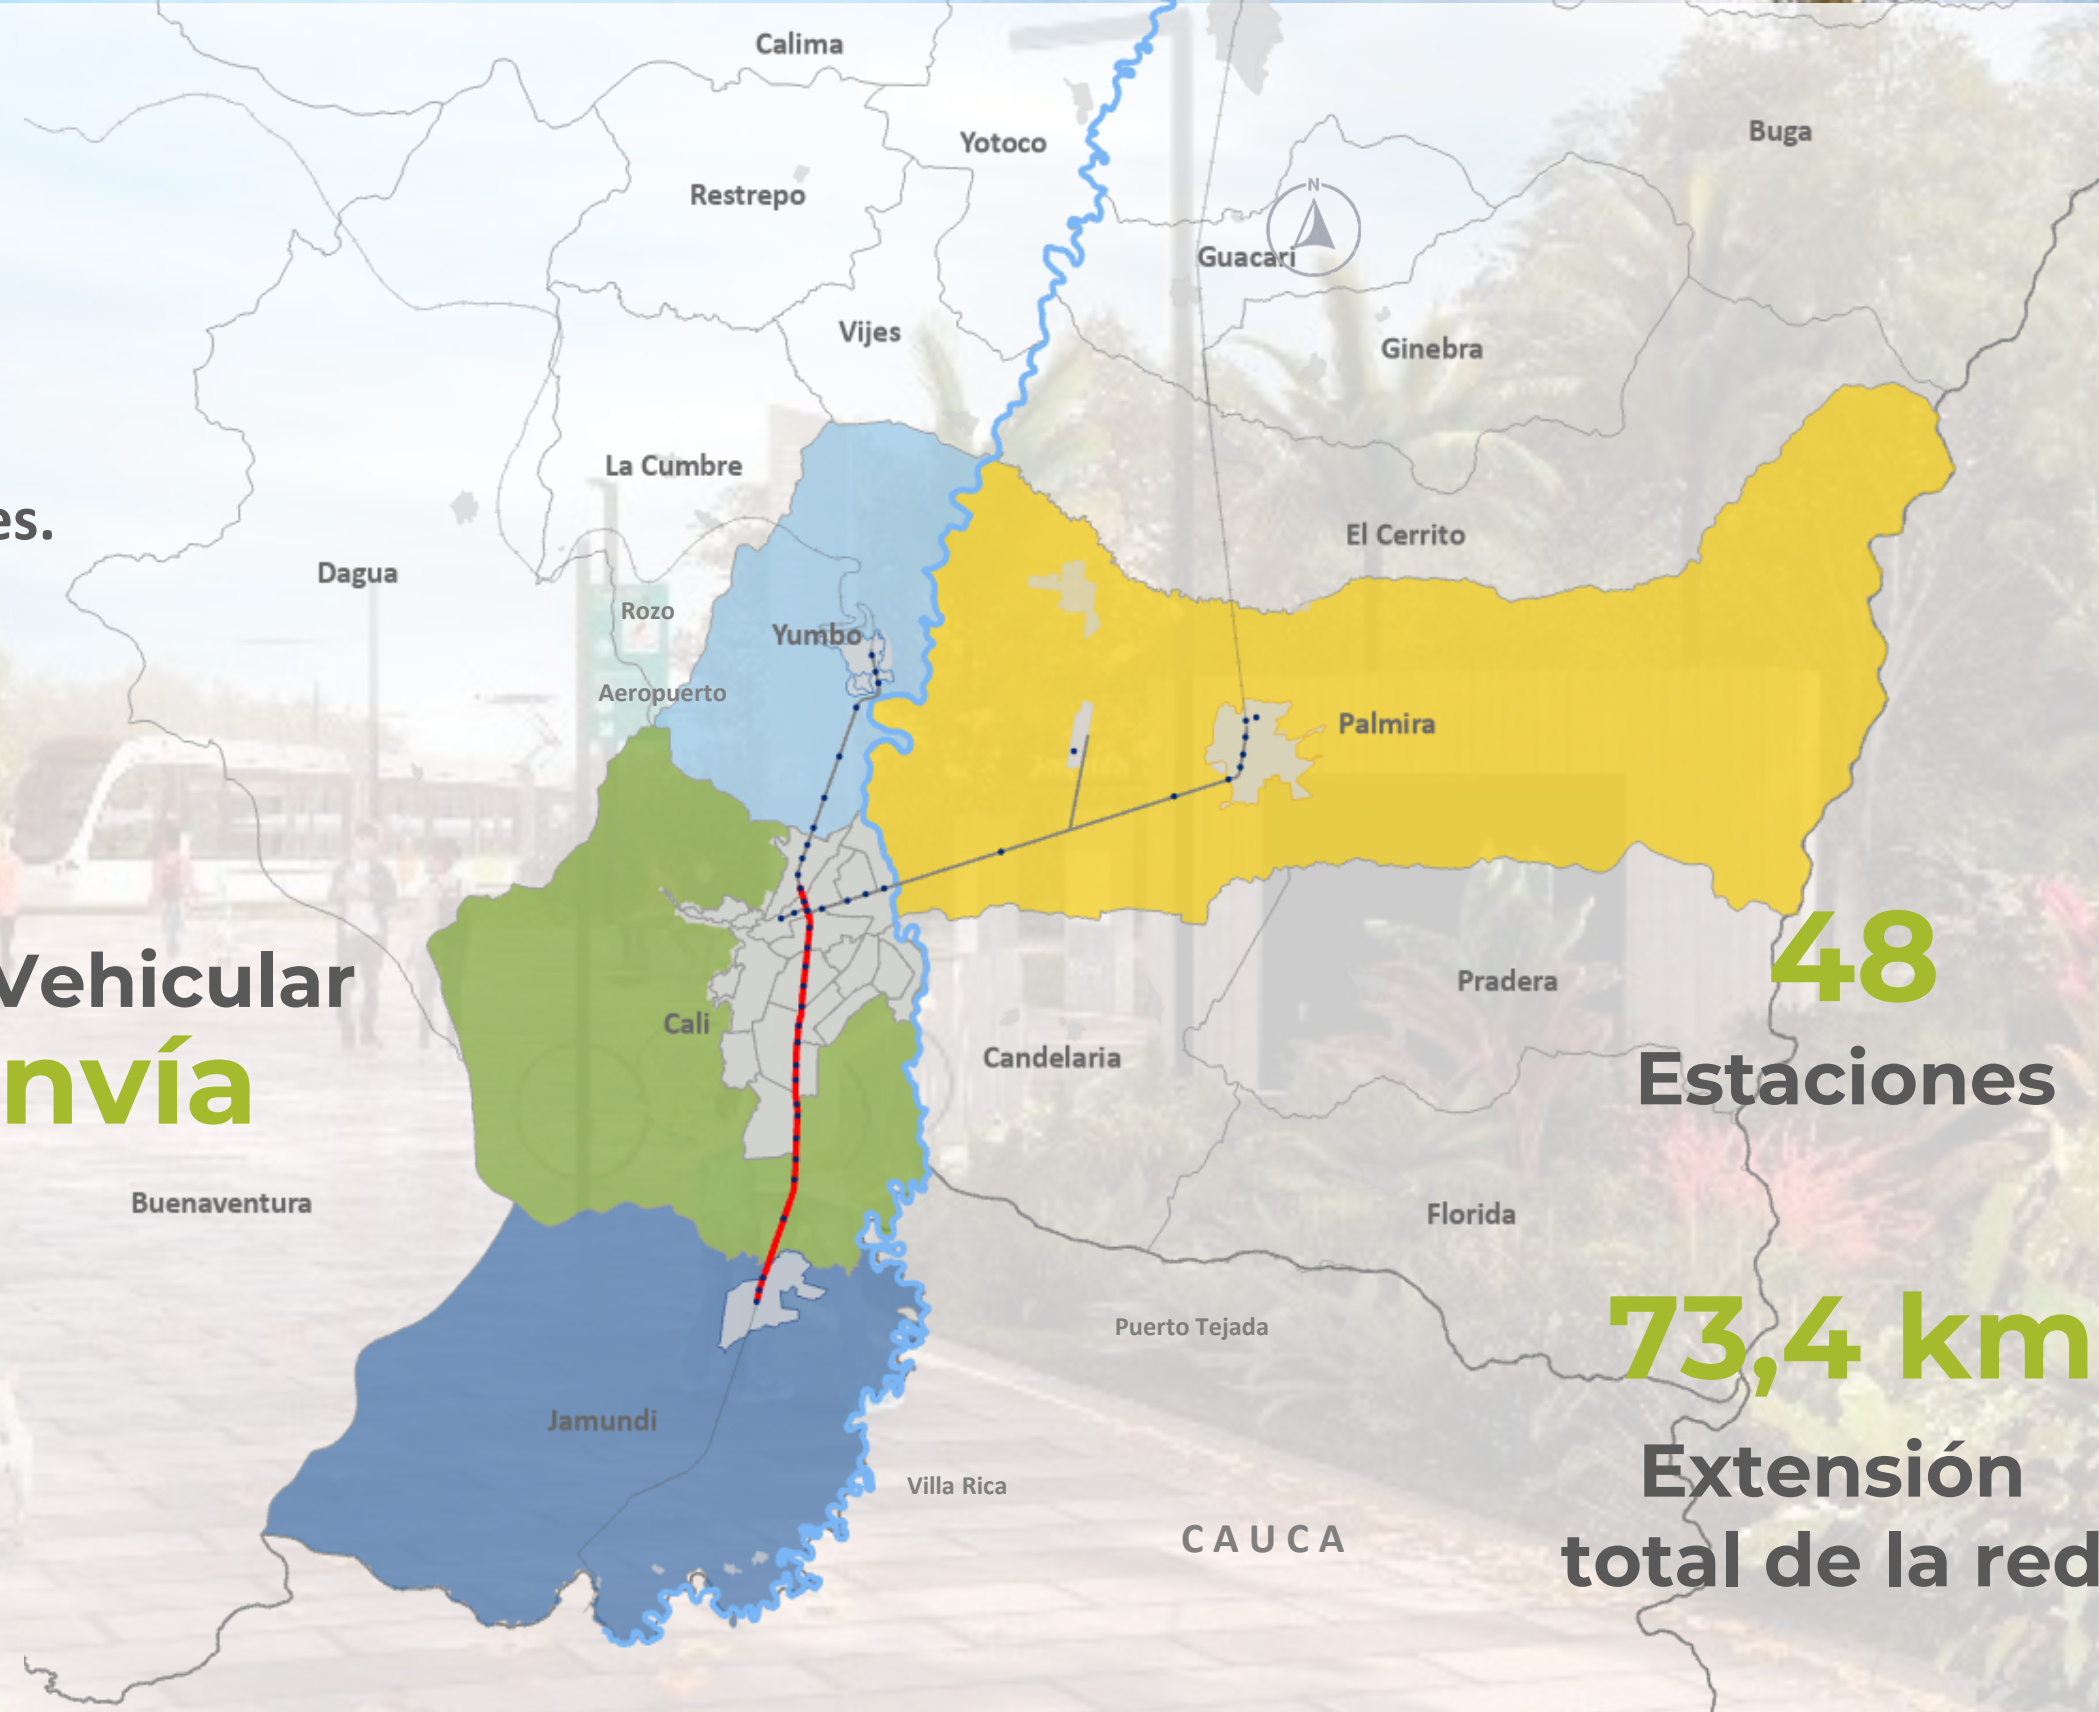 Calima
Buga
Yotoco
N
Restrepo
Guacari
Vijes
Ginebra
La Cumbre
es.
El Cerrito
Dagua
Rozo
Yumbo
Aeropuerto
Palmira
48
Vehicular
Pradera
Cali
Candelaria
Estaciones
nvía
Buenaventura
Florida
Puerto Tejada
73,4 km
Jamundi
Extensión
Villa Rica
CAUCA
total de la red